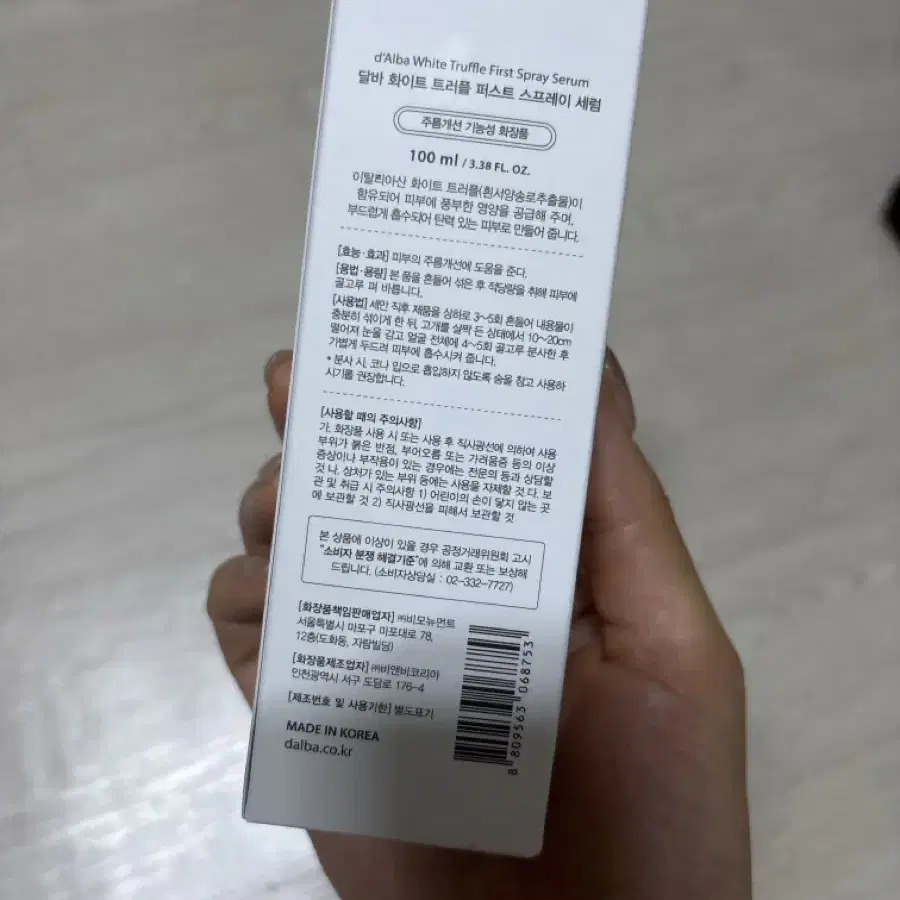 d'Alba White Truffle First Spray Serum
달바 화이트 트러플 퍼스트 스프레이 세럼
주름개선 기능성 화장품
100 ml / 3.38 FL. OZ.
이탈리아산 화이트 트러플(흰서양송로추출물)이
함유되어 피부에 풍부한 영양을 공급해 주며,
부드럽게 흡수되어 탄력 있는 피부로 만들어 줍니다.
[효능·효과] 피부의 주름개선에 도움을 준다.
[용법·용량] 본 품을 흔들어 섞은 후 적당량을 취해 피부에
골고루 펴 바릅니다.
[사용법] 세안 직후 제품을 상하로 3~5회 흔들어 내용물이
충분히 섞이게 한 뒤, 고개를 살짝 든 상태에서 10~20cm
떨어져 눈을 감고 얼굴 전체에 4~5회 골고루 분사한 후
가볍게 두드려 피부에 흡수시켜 줍니다.
* 분사 시, 코나 입으로 흡입하지 않도록 숨을 참고 사용하
시기를 권장합니다.
[사용할 때의 주의사항]
가. 화장품 사용 시 또는 사용 후 직사광선에 의하여 사용
부위가 붉은 반점, 부어오름 또는 가려움증 등의 이상
증상이나 부작용이 있는 경우에는 전문의 등과 상담할
것 나. 상처가 있는 부위 등에는 사용을 자제할 것 다. 보
관 및 취급 시 주의사항 1) 어린이의 손이 닿지 않는 곳
에 보관할 것 2) 직사광선을 피해서 보관할 것
본 상품에 이상이 있을 경우 공정거래위원회 고시
"소비자 분쟁 해결기준"에 의해 교환 또는 보상해
드립니다. (소비자상담실 : 02-332-7727)
[화장품책임판매업자] ㈜비모뉴먼트
서울특별시 마포구 마포대로 78,
12층(도화동, 자람빌딩)
[화장품제조업자] ㈜비앤비코리아
인천광역시 서구 도담로 176-4
[제조번호 및 사용기한] 별도표기
MADE IN KOREA
dalba.co.kr
8 809563 068753